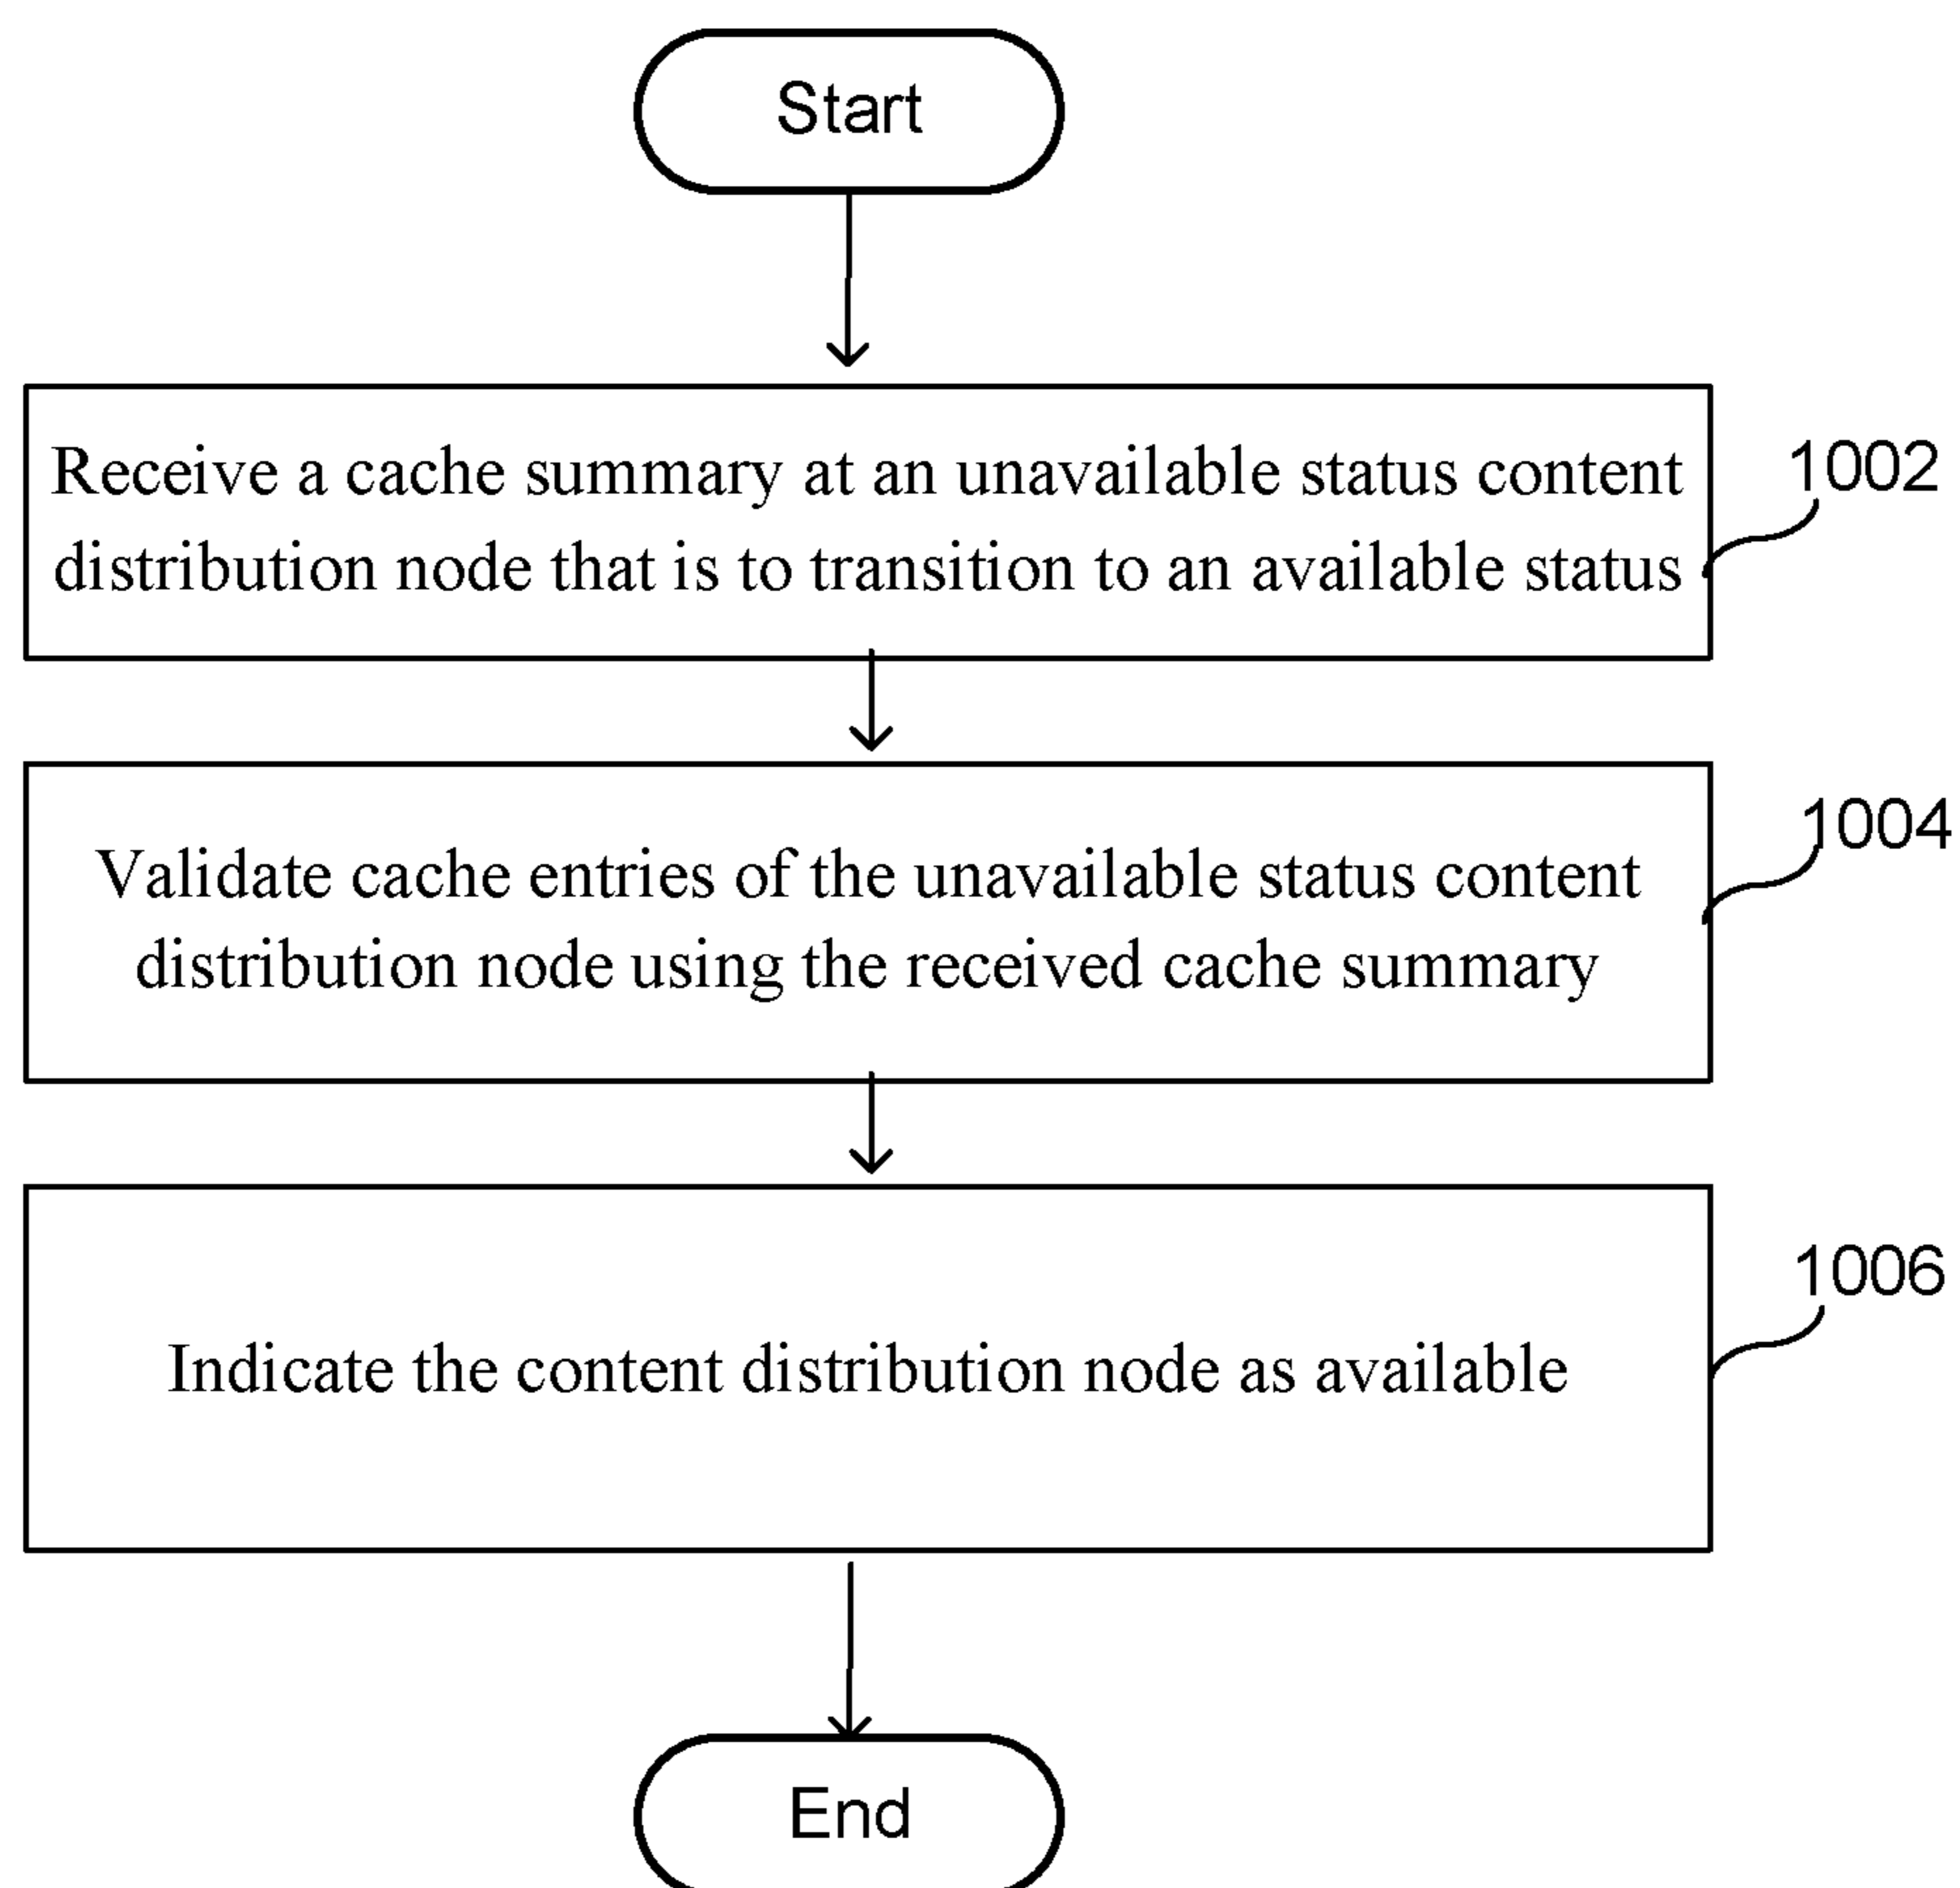 Start
Receive a cache summary at an unavailable status content
distribution node that is to transition to an available status
1002
Validate cache entries of the unavailable status content
distribution node using the received cache summary
1004
Indicate the content distribution node as available
1006
End